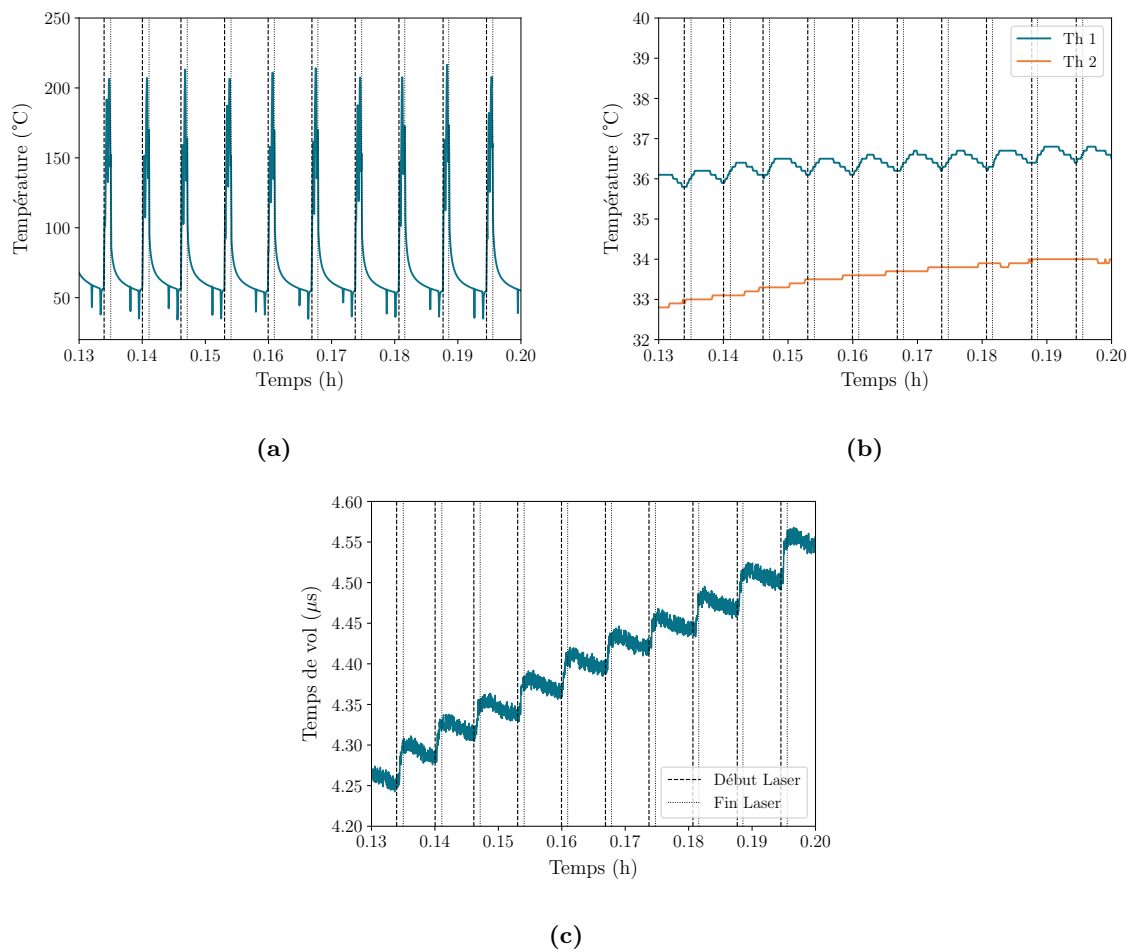 250
200
150
100
50
Température (°C)
0.13 0.14 0.15 0.16 0.17 0.18 0.19 0.20
Temps (h)
(a)
40
39
38
37
36
35
34
33
32
Température (°C)
Th 1
Th 2
0.13 0.14 0.15 0.16 0.17 0.18 0.19 0.20
Temps (h)
(b)
4.60
4.55
4.50
4.45
4.40
4.35
4.30
4.25
4.20
Temps de vol (μs)
Début Laser
Fin Laser
0.13 0.14 0.15 0.16 0.17 0.18 0.19 0.20
Temps (h)
(c)